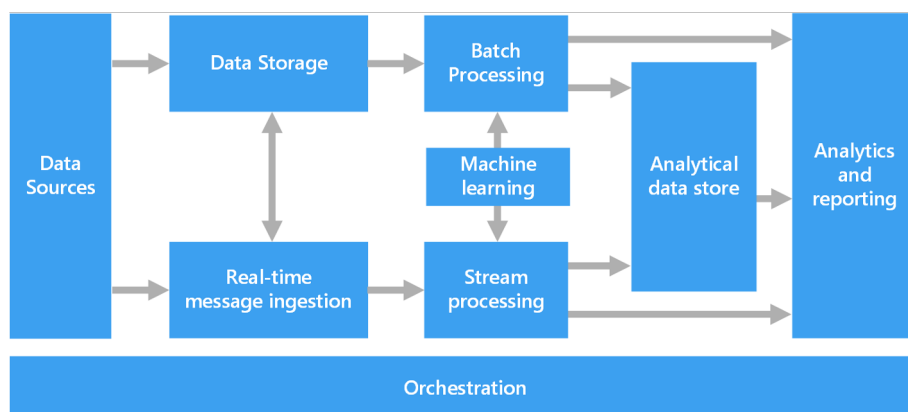 Data
Sources
Data Storage
Real-time
message ingestion
Batch
Processing
Machine
learning
Stream
processing
Analytical
data store
Analytics
and
reporting
Orchestration